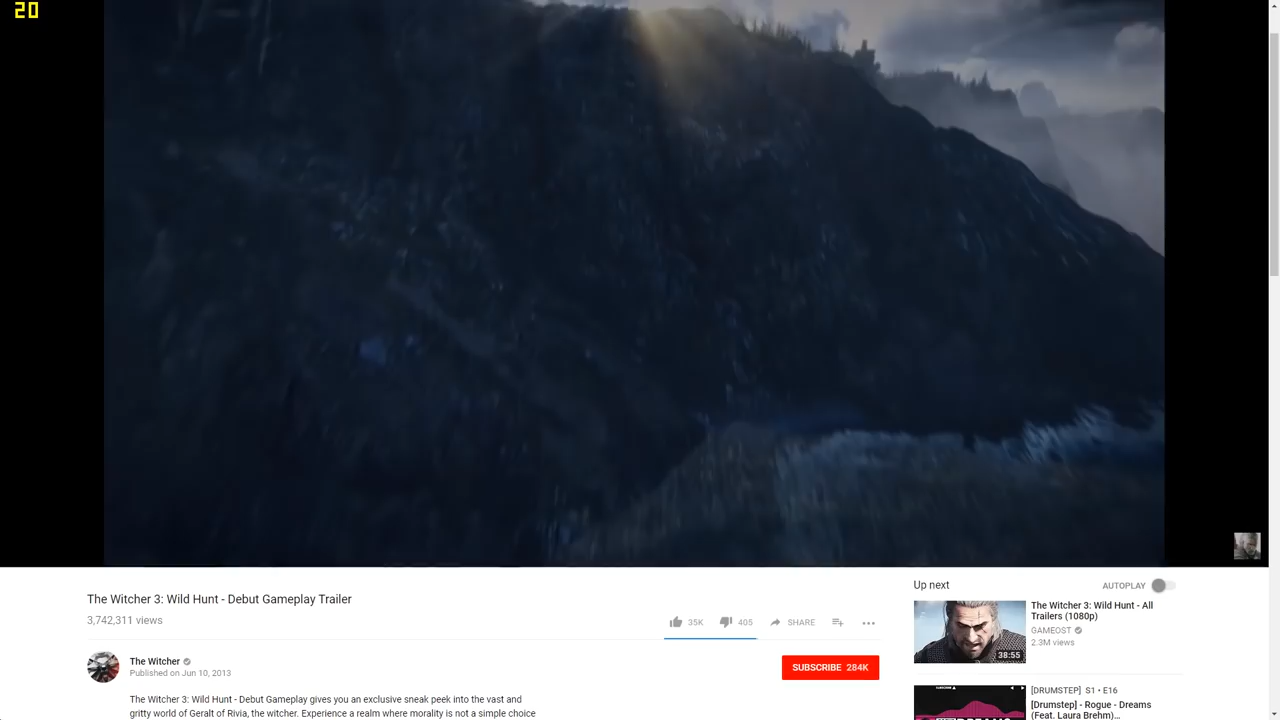 20
The Witcher 3: Wild Hunt - Debut Gameplay Trailer
3,742,311 views
35K
405
SHARE
The Witcher
Published on Jun 10, 2013
SUBSCRIBE 284K
The Witcher 3: Wild Hunt - Debut Gameplay gives you an exclusive sneak peek into the vast and
gritty world of Geralt of Rivia, the witcher. Experience a realm where morality is not a simple choice
Up next
AUTOPLAY
38:55
The Witcher 3: Wild Hunt - All
Trailers (1080p)
GAMEOST
2.3M views
[DRUMSTEP] S1 • E16
[Drumstep] - Rogue - Dreams
(Feat. Laura Brehm)...